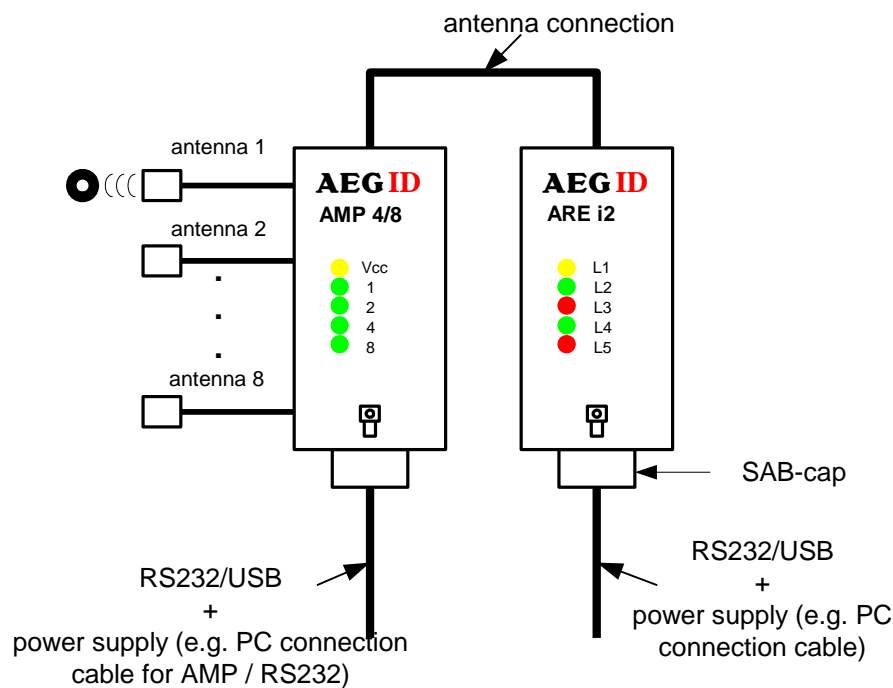 antenna connection
antenna 1
antenna 2
antenna 8
AEG ID
AMP 4/8
Vcc
1
2
4
8
AEG ID
ARE i2
L1
L2
L3
L4
L5
SAB-cap
RS232/USB
+
power supply (e.g. PC connection
cable for AMP / RS232)
RS232/USB
+
power supply (e.g. PC
connection cable)